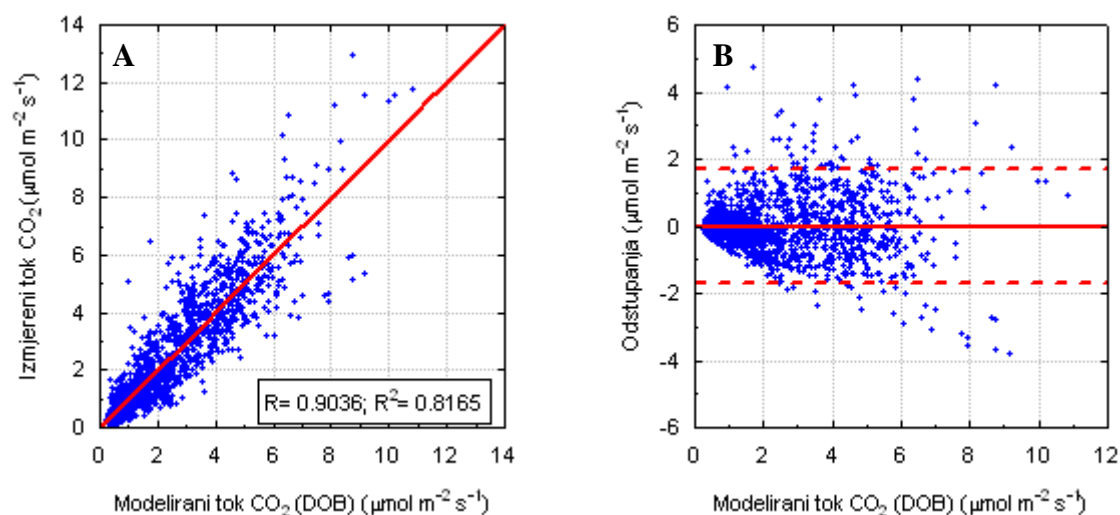 A
Izmjereni tok CO₂ (µmol m⁻² s⁻¹)
14
12
10
8
6
4
2
0
R= 0.9036; R²= 0.8165
0 2 4 6 8 10 12 14
Modelirani tok CO₂ (DOB) (µmol m⁻² s⁻¹)
B
Odstupanja (µmol m⁻² s⁻¹)
6
4
2
0
-2
-4
-6
0 2 4 6 8 10 12
Modelirani tok CO₂ (DOB) (µmol m⁻² s⁻¹)